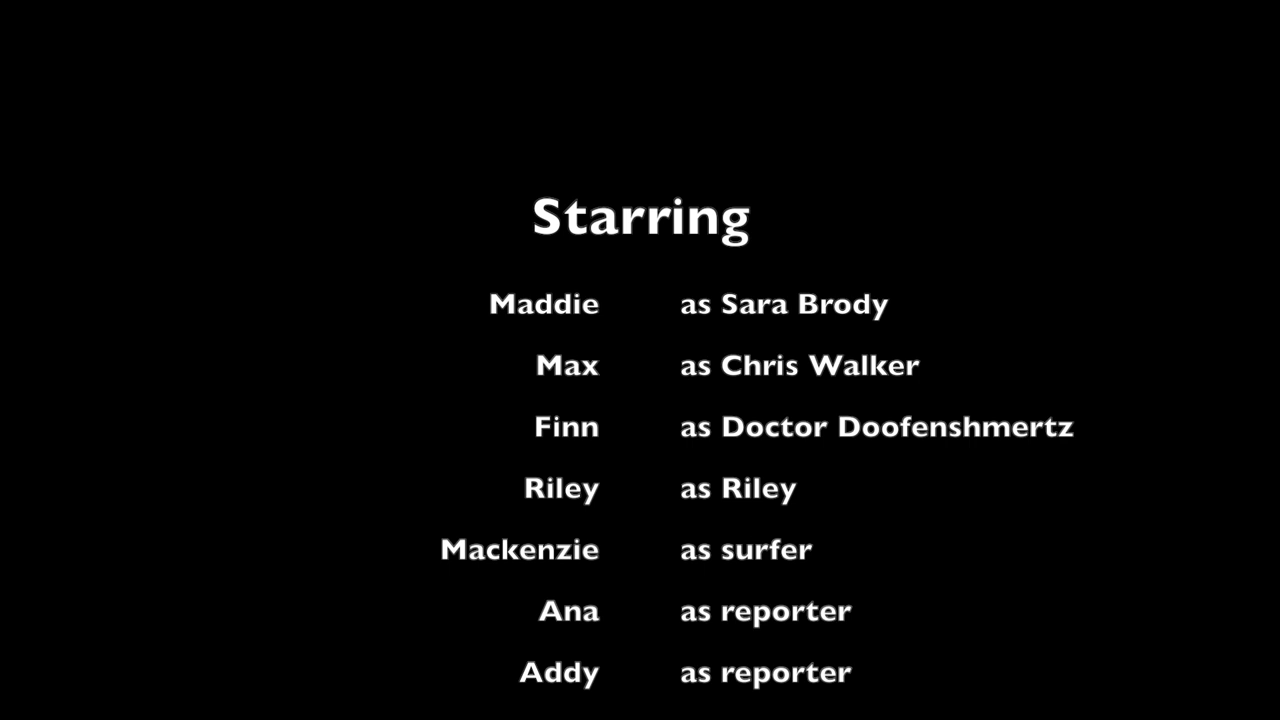 Starring
Maddie as Sara Brody
Max as Chris Walker
Finn as Doctor Doofenshmertz
Riley as Riley
Mackenzie as surfer
Ana as reporter
Addy as reporter